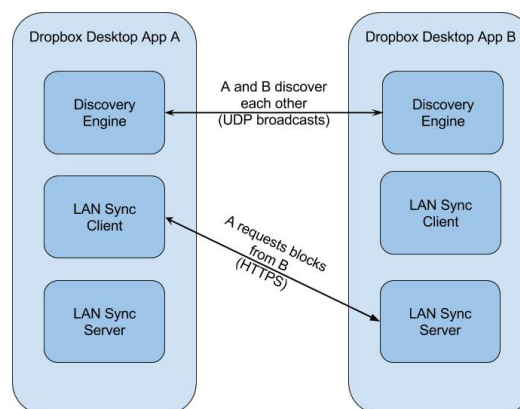 Dropbox Desktop App A
Dropbox Desktop App B
Discovery
Engine
A and B discover
each other
(UDP broadcasts)
Discovery
Engine
LAN Sync
Client
LAN Sync
Client
A requests blocks
from B
(HTTPS)
LAN Sync
Server
LAN Sync
Server